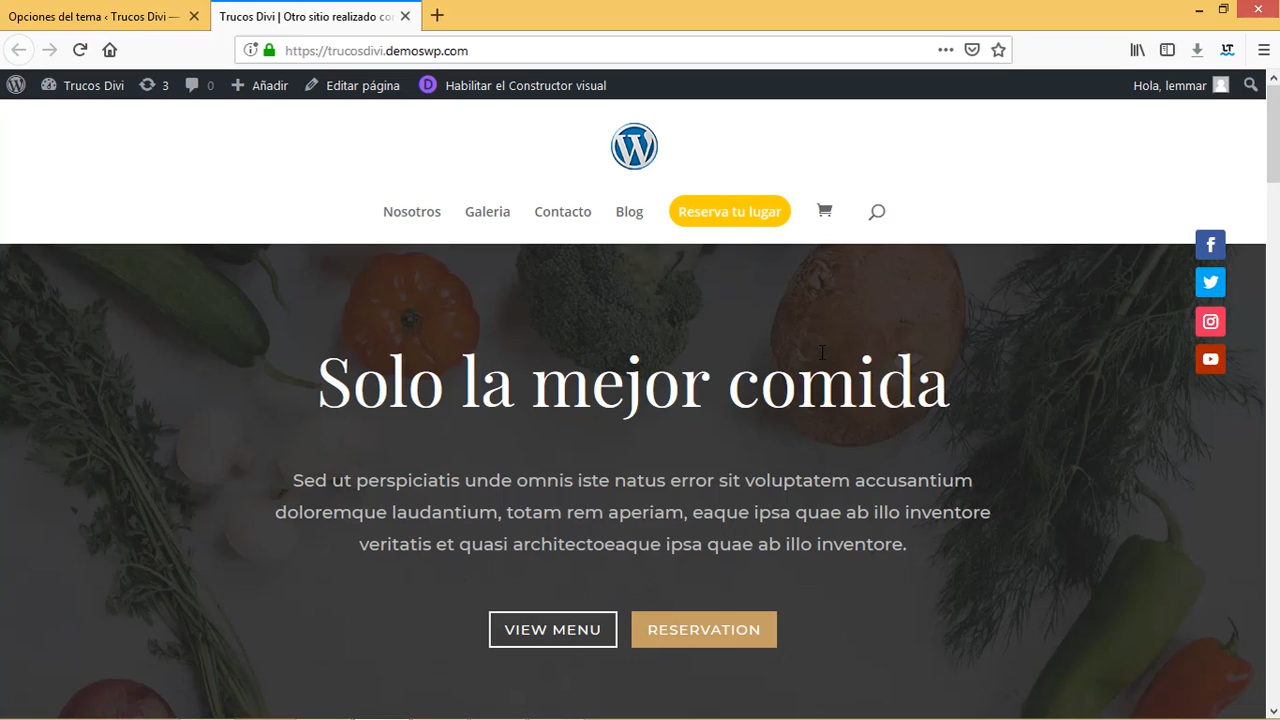 Opciones del tema ‹ Trucos Divi —
Trucos Divi | Otro sitio realizado co
https://trucosdivi.demoswp.com
Trucos Divi
3
0
Añadir
Editar página
D
Habilitar el Constructor visual
Hola, lemmar
Nosotros
Galeria
Contacto
Blog
Reserva tu lugar
Solo la mejor comida
Sed ut perspiciatis unde omnis iste natus error sit voluptatem accusantium
doloremque laudantium, totam rem aperiam, eaque ipsa quae ab illo inventore
veritatis et quasi architectoeaque ipsa quae ab illo inventore.
VIEW MENU
RESERVATION